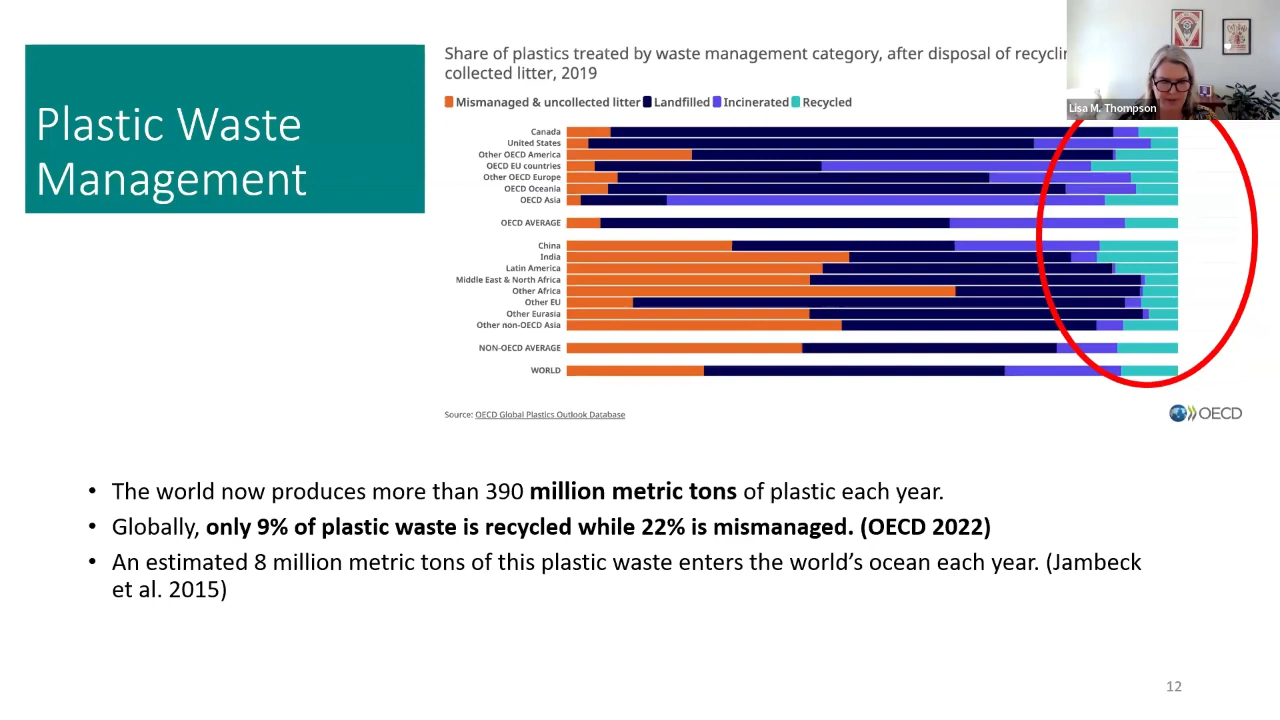 Plastic Waste
Management
Share of plastics treated by waste management category, after disposal of
collected litter, 2019
Mismanaged & uncollected litter Landfilled Incinerated Recycled
Lisa M. Thompson
Canada
United States
Other OECD America
OECD EU countries
Other OECD Europe
OECD Oceania
OECD Asia
OECD AVERAGE
China
India
Latin America
Middle East & North Africa
Other Africa
Other EU
Other Eurasia
Other non-OECD Asia
NON-OECD AVERAGE
WORLD
Source: OECD Global Plastics Outlook Database
OECD
• The world now produces more than 390 million metric tons of plastic each year.
• Globally, only 9% of plastic waste is recycled while 22% is mismanaged. (OECD 2022)
• An estimated 8 million metric tons of this plastic waste enters the world’s ocean each year. (Jambeck
et al. 2015)
12